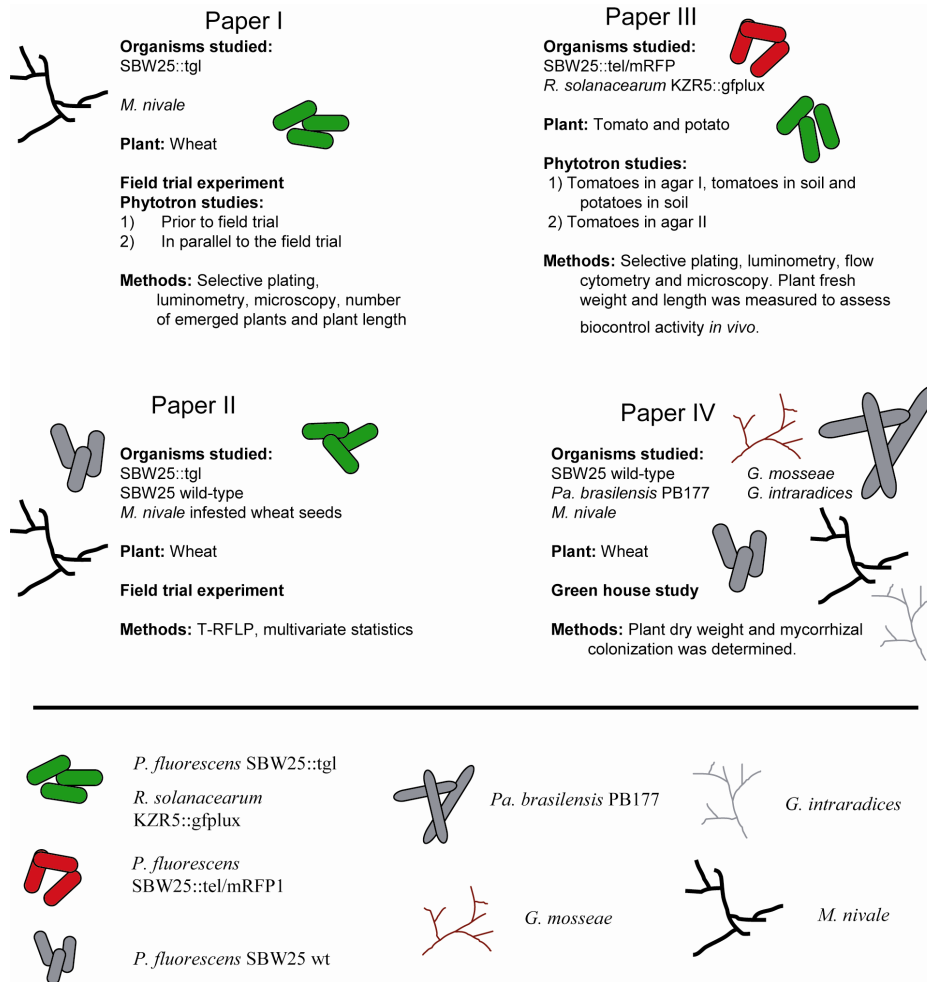 Paper I
Organisms studied:
SBW25::tgl
M. nivale
Plant: Wheat
Field trial experiment
Phytotron studies:
1) Prior to field trial
2) In parallel to the field trial
Methods: Selective plating,
luminometry, microscopy, number
of emerged plants and plant length
Paper III
Organisms studied:
SBW25::tel/mRFP
R. solanacearum KZR5::gfplux
Plant: Tomato and potato
Phytotron studies:
1) Tomatoes in agar I, tomatoes in soil and
potatoes in soil
2) Tomatoes in agar II
Methods: Selective plating, luminometry, flow
cytometry and microscopy. Plant fresh
weight and length was measured to assess
biocontrol activity in vivo.
Paper II
Organisms studied:
SBW25::tgl
SBW25 wild-type
M. nivale infested wheat seeds
Plant: Wheat
Field trial experiment
Methods: T-RFLP, multivariate statistics
Paper IV
Organisms studied:
SBW25 wild-type G. mosseae
Pa. brasilensis PB177 G. intraradices
M. nivale
Plant: Wheat
Green house study
Methods: Plant dry weight and mycorrhizal
colonization was determined.
P. fluorescens SBW25::tgl
R. solanacearum
KZR5::gfplux
P. fluorescens
SBW25::tel/mRFP1
P. fluorescens SBW25 wt
Pa. brasilensis PB177
G. mosseae
G. intraradices
M. nivale